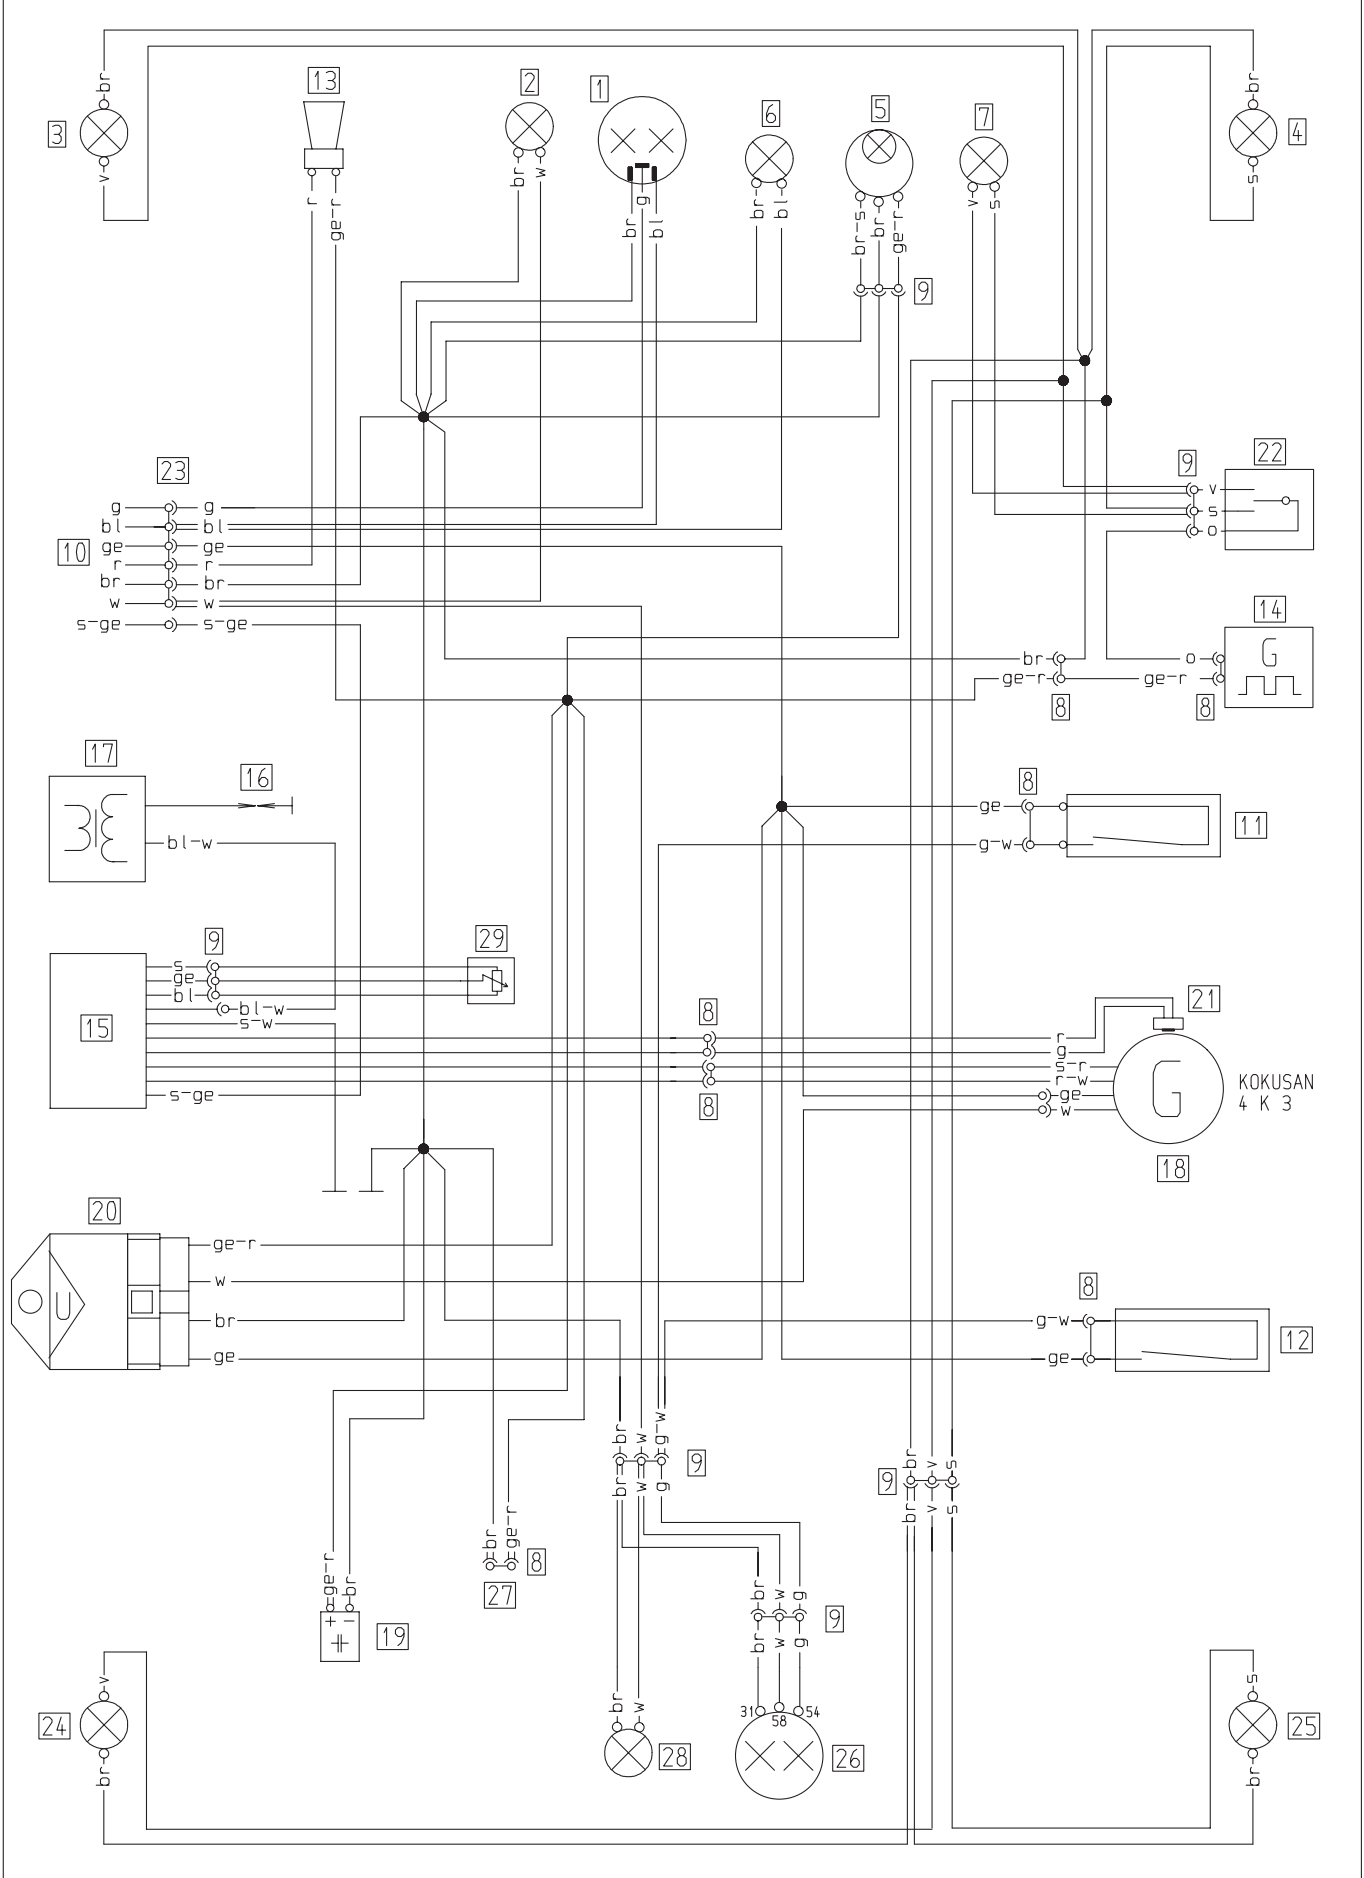 13
2
1
6
5
7
3
4
br
v
r
ge-r
br
w
br
g
bl
br
bl
br-s
br
ge-r
v
s
br
s
9
23
9
22
g
g
bl
bl
10
ge
ge
r
r
br
br
w
w
s-ge
s-ge
v
s
o
14
G
br
o
ge-r
ge-r
8
8
17
16
bl-w
8
ge
g-w
11
9
29
s
ge
bl
bl-w
s-w
15
s-ge
8
8
21
r
g
s-r
r-w
ge
w
G
KOKUSAN
4 K 3
18
20
U
ge-r
w
br
ge
8
g-w
ge
12
br
w
g-w
9
br
w
g
br
v
s
9
br
v
s
br
ge-r
8
27
ge-r
br
+ -
19
br
w
g
9
br
w
g
31
58
54
26
br
w
28
v
24
br
s
25
br